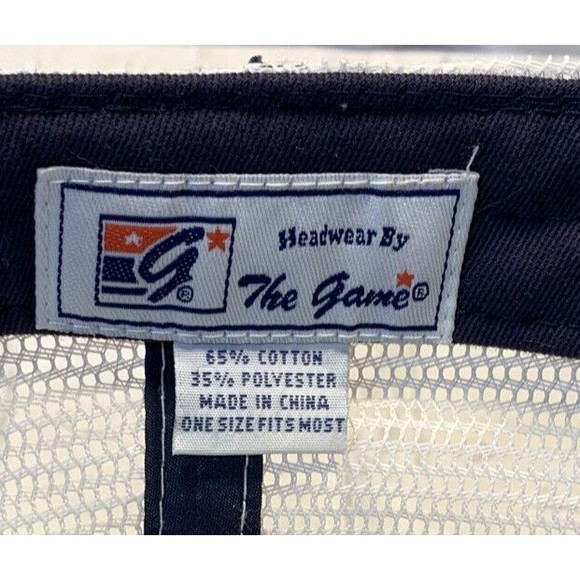 G®
Headwear By
The Game®
65% COTTON
35% POLYESTER
MADE IN CHINA
ONE SIZE FITS MOST